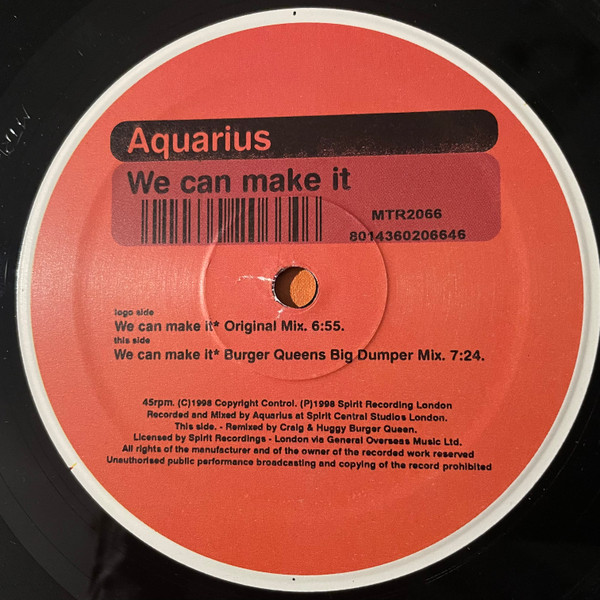 Aquarius
We can make it
MTR2066
8014360206646
logo side
We can make it* Original Mix. 6:55.
this side
We can make it* Burger Queens Big Dumper Mix. 7:24.
45rpm. (C)1998 Copyright Control. (P)1998 Spirit Recording London
Recorded and Mixed by Aquarius at Spirit Central Studios London.
This side. - Remixed by Craig & Huggy Burger Queen.
Licensed by Spirit Recordings - London via General Overseas Music Ltd.
All rights of the manufacturer and of the owner of the recorded work reserved
Unauthorised public performance broadcasting and copying of the record prohibited